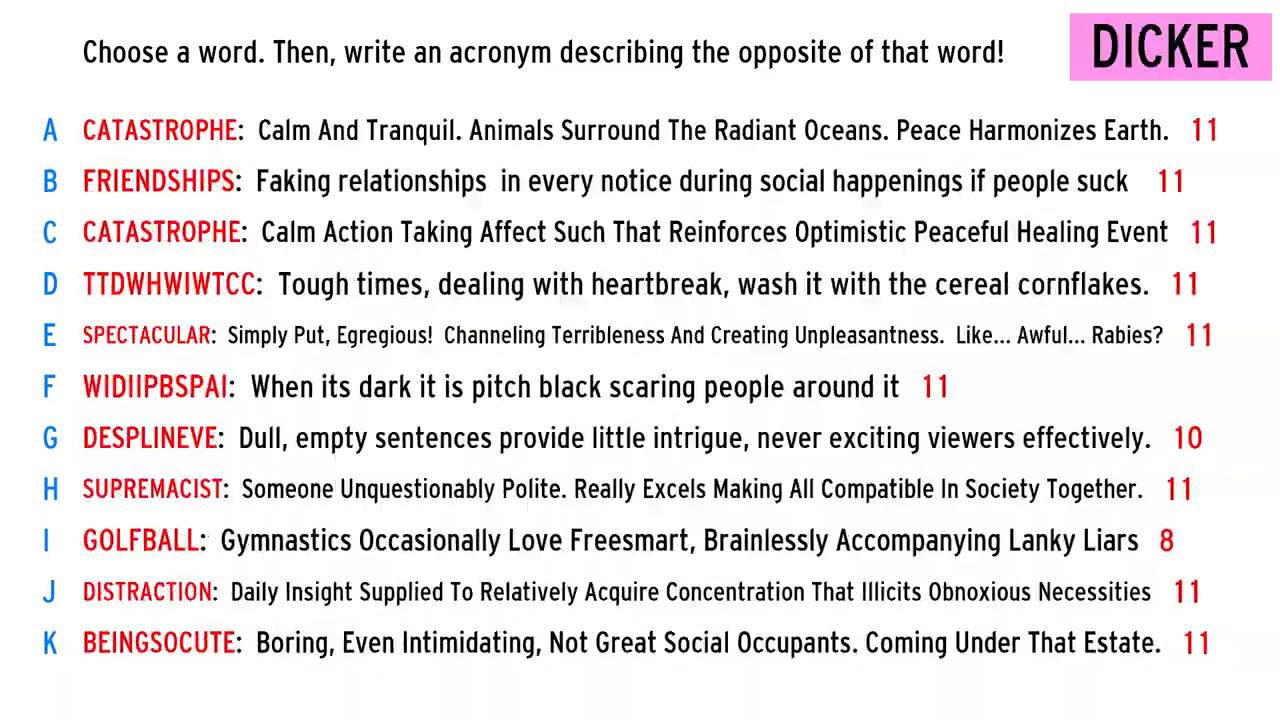 Choose a word. Then, write an acronym describing the opposite of that word!
DICKER
A CATASTROPHE: Calm And Tranquil. Animals Surround The Radiant Oceans. Peace Harmonizes Earth. 11
B FRIENDSHIPS: Faking relationships in every notice during social happenings if people suck 11
C CATASTROPHE: Calm Action Taking Affect Such That Reinforces Optimistic Peaceful Healing Event 11
D TTDWHWIWTCC: Tough times, dealing with heartbreak, wash it with the cereal cornflakes. 11
E SPECTACULAR: Simply Put, Egregious! Channeling Terribleness And Creating Unpleasantness. Like... Awful... Rabies? 11
F WIDIIPBSPAI: When its dark it is pitch black scaring people around it 11
G DESPLINEVE: Dull, empty sentences provide little intrigue, never exciting viewers effectively. 10
H SUPREMACIST: Someone Unquestionably Polite. Really Excels Making All Compatible In Society Together. 11
I GOLFBALL: Gymnastics Occasionally Love Freesmart, Brainlessly Accompanying Lanky Liars 8
J DISTRACTION: Daily Insight Supplied To Relatively Acquire Concentration That Illicits Obnoxious Necessities 11
K BEINGSOCUTE: Boring, Even Intimidating, Not Great Social Occupants. Coming Under That Estate. 11